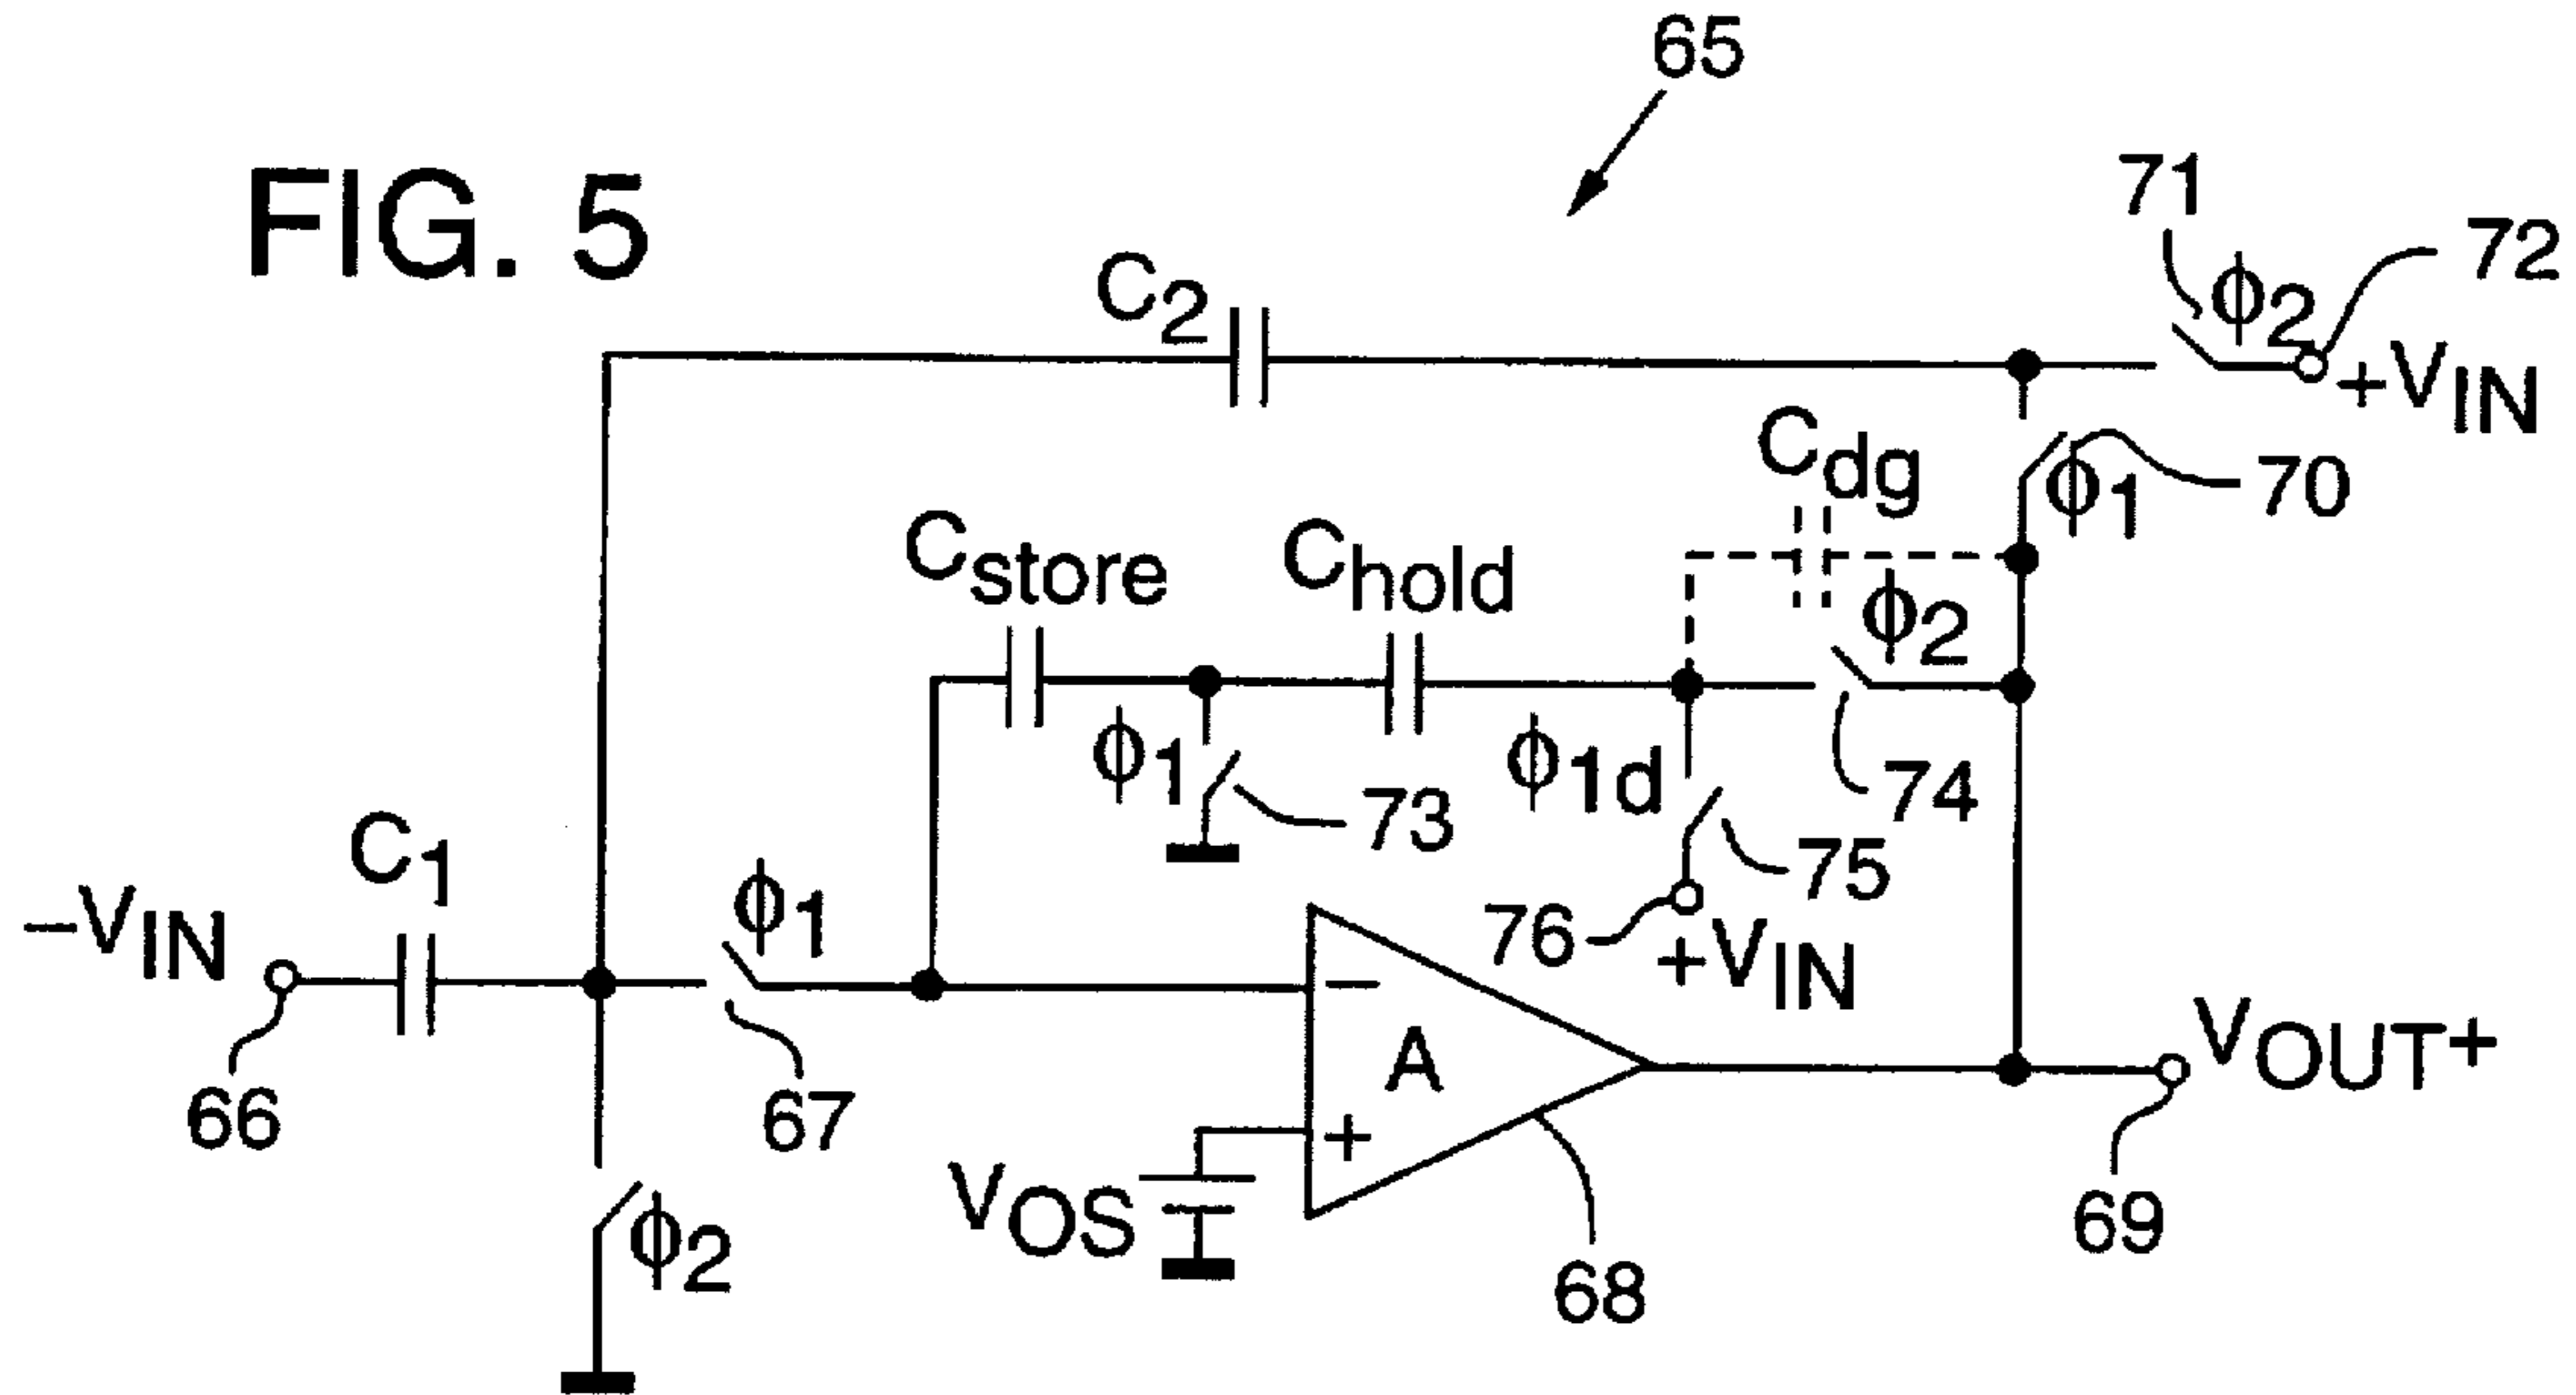 65
FIG. 5
71
72
C2
ϕ2
+VIN
Cdg
70
ϕ1
Cstore
Chold
ϕ2
ϕ1
73
ϕ1d
74
75
C1
ϕ1
−VIN
76
+VIN
−
A
+
VOUT+
66
67
VOS
ϕ2
68
69